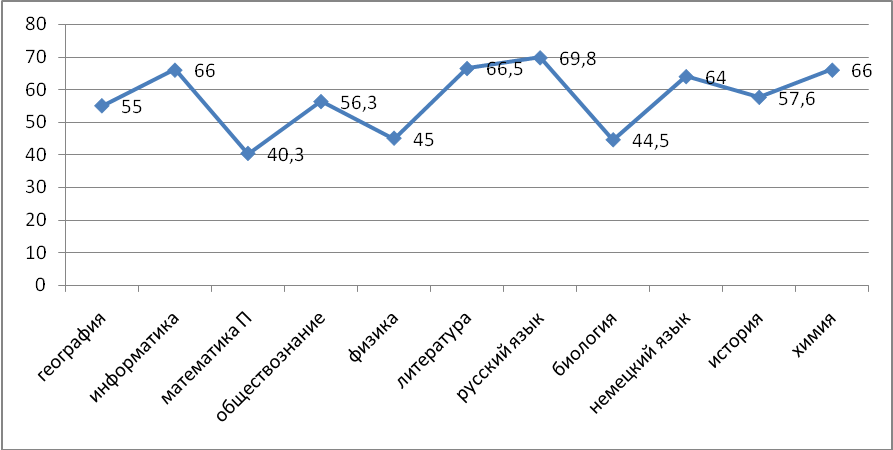 80
70
60
50
40
30
20
10
0
55
66
40,3
56,3
45
66,5
69,8
44,5
64
57,6
66
география
информатика
математика П
обществознание
физика
литература
русский язык
биология
немецкий язык
история
химия